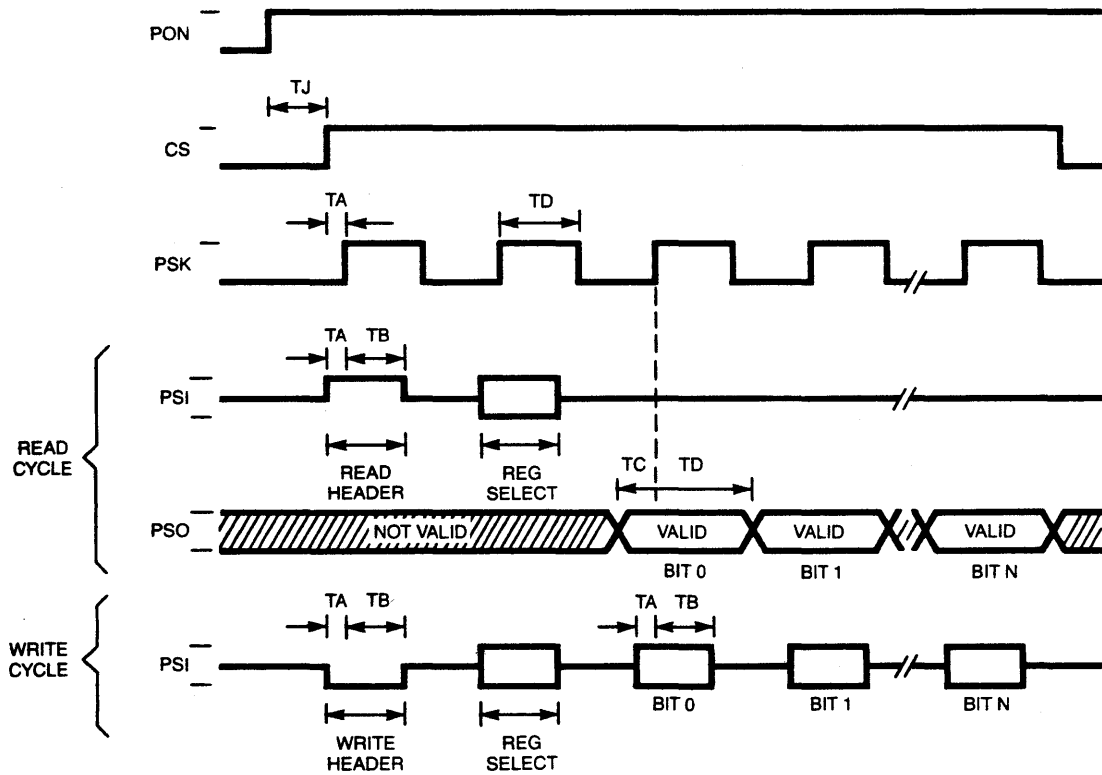 PON
TJ
CS
TA
TD
PSK
TA TB
PSI
READ
CYCLE
READ
HEADER
REG
SELECT
TC TD
PSO
NOT VALID
VALID
VALID
VALID
BIT 0
BIT 1
BIT N
TA TB
TA TB
WRITE
CYCLE
PSI
BIT 0
BIT 1
BIT N
WRITE
HEADER
REG
SELECT